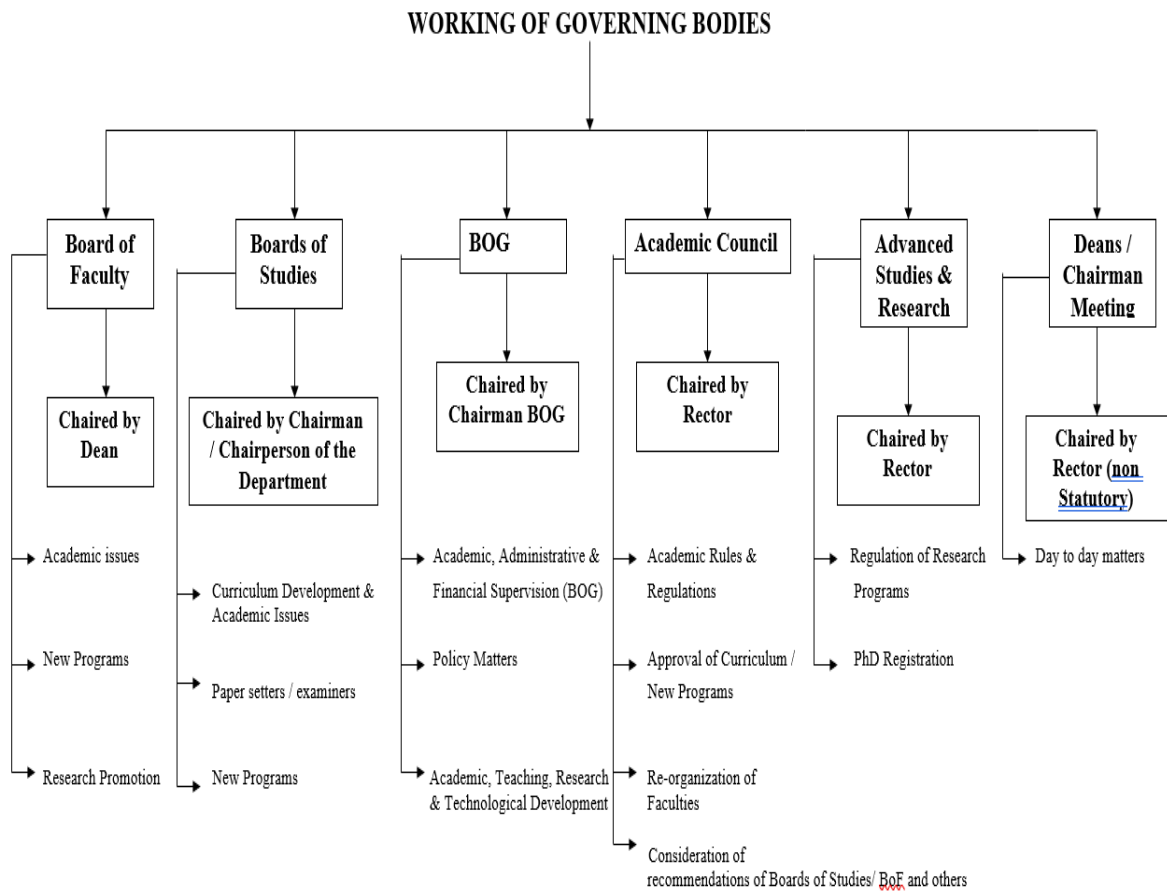 WORKING OF GOVERNING BODIES
Board of
Faculty
Chaired by
Dean
Academic issues
New Programs
Research Promotion
Boards of
Studies
Chaired by Chairman
/ Chairperson of the
Department
Curriculum Development &
Academic Issues
Paper setters / examiners
New Programs
BOG
Chaired by
Chairman BOG
Academic, Administrative &
Financial Supervision (BOG)
Policy Matters
Academic, Teaching, Research
& Technological Development
Academic Council
Chaired by
Rector
Academic Rules &
Regulations
Approval of Curriculum /
New Programs
Re-organization of
Faculties
Consideration of
recommendations of Boards of Studies/ BoF and others
Advanced
Studies &
Research
Chaired by
Rector
Regulation of Research
Programs
PhD Registration
Deans /
Chairman
Meeting
Chaired by
Rector (non
Statutory)
Day to day matters